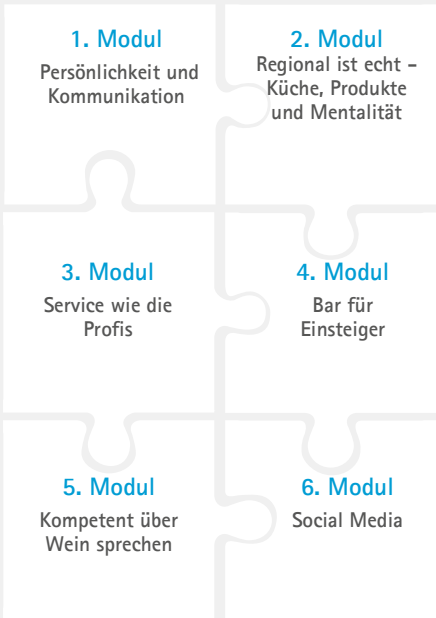 1. Modul
Persönlichkeit und
Kommunikation
2. Modul
Regional ist echt –
Küche, Produkte
und Mentalität
3. Modul
Service wie die
Profis
4. Modul
Bar für
Einsteiger
5. Modul
Kompetent über
Wein sprechen
6. Modul
Social Media